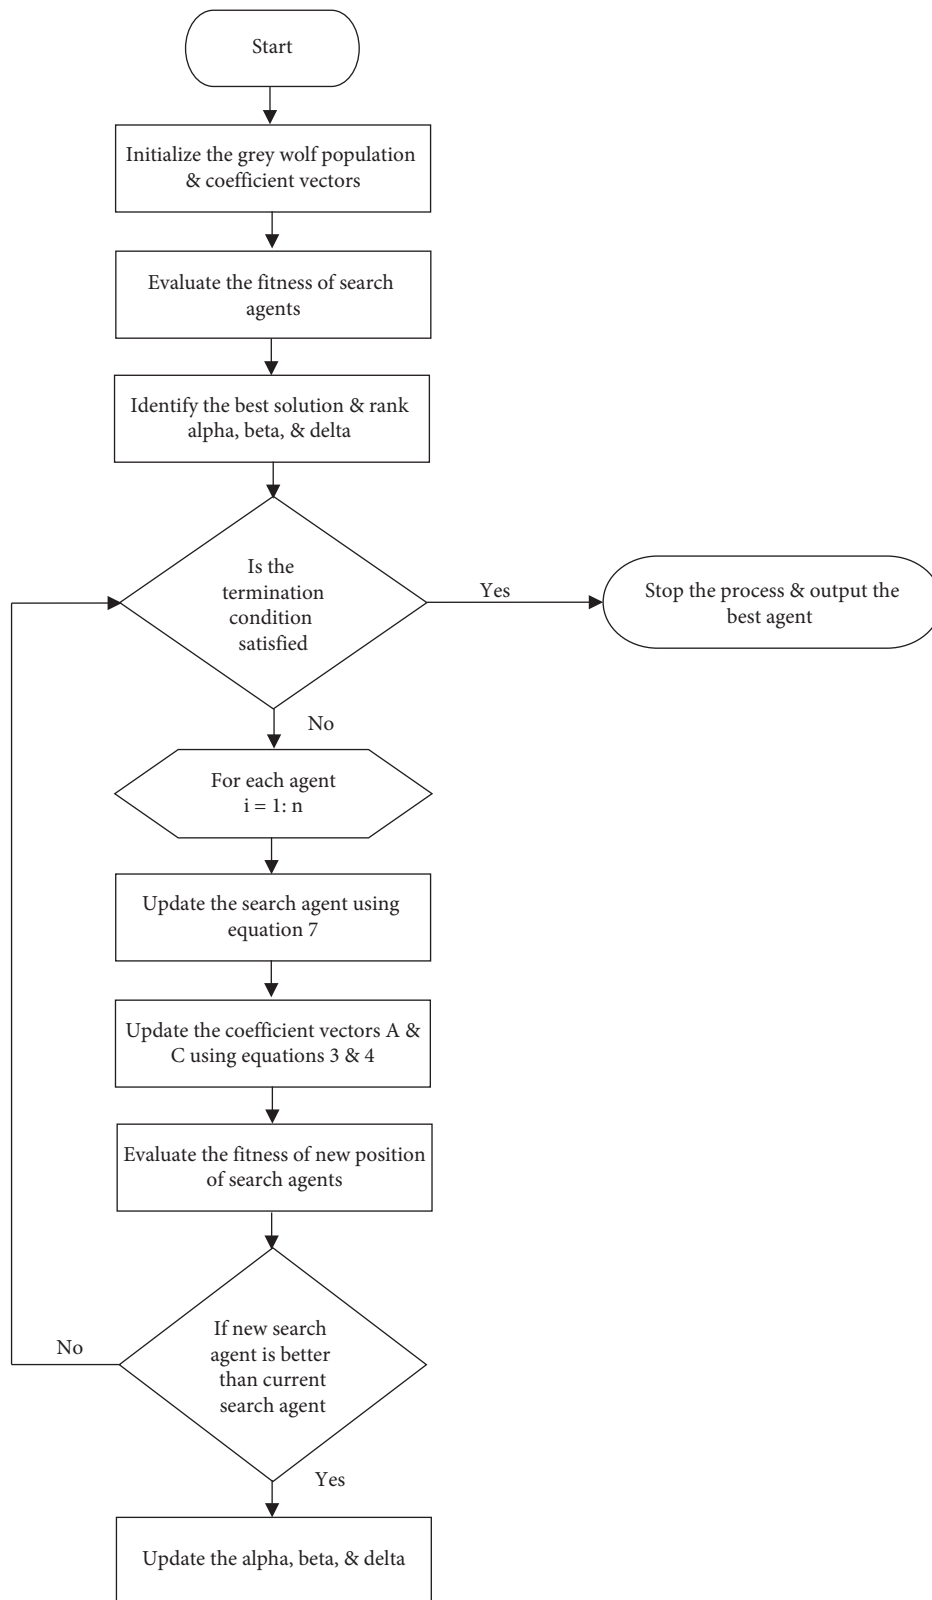 Start
Initialize the grey wolf population
& coefficient vectors
Evaluate the fitness of search
agents
Identify the best solution & rank
alpha, beta, & delta
Is the
termination
condition
satisfied
Yes
Stop the process & output the
best agent
No
For each agent
i = 1: n
Update the search agent using
equation 7
Update the coefficient vectors A &
C using equations 3 & 4
Evaluate the fitness of new position
of search agents
If new search
agent is better
than current
search agent
No
Yes
Update the alpha, beta, & delta